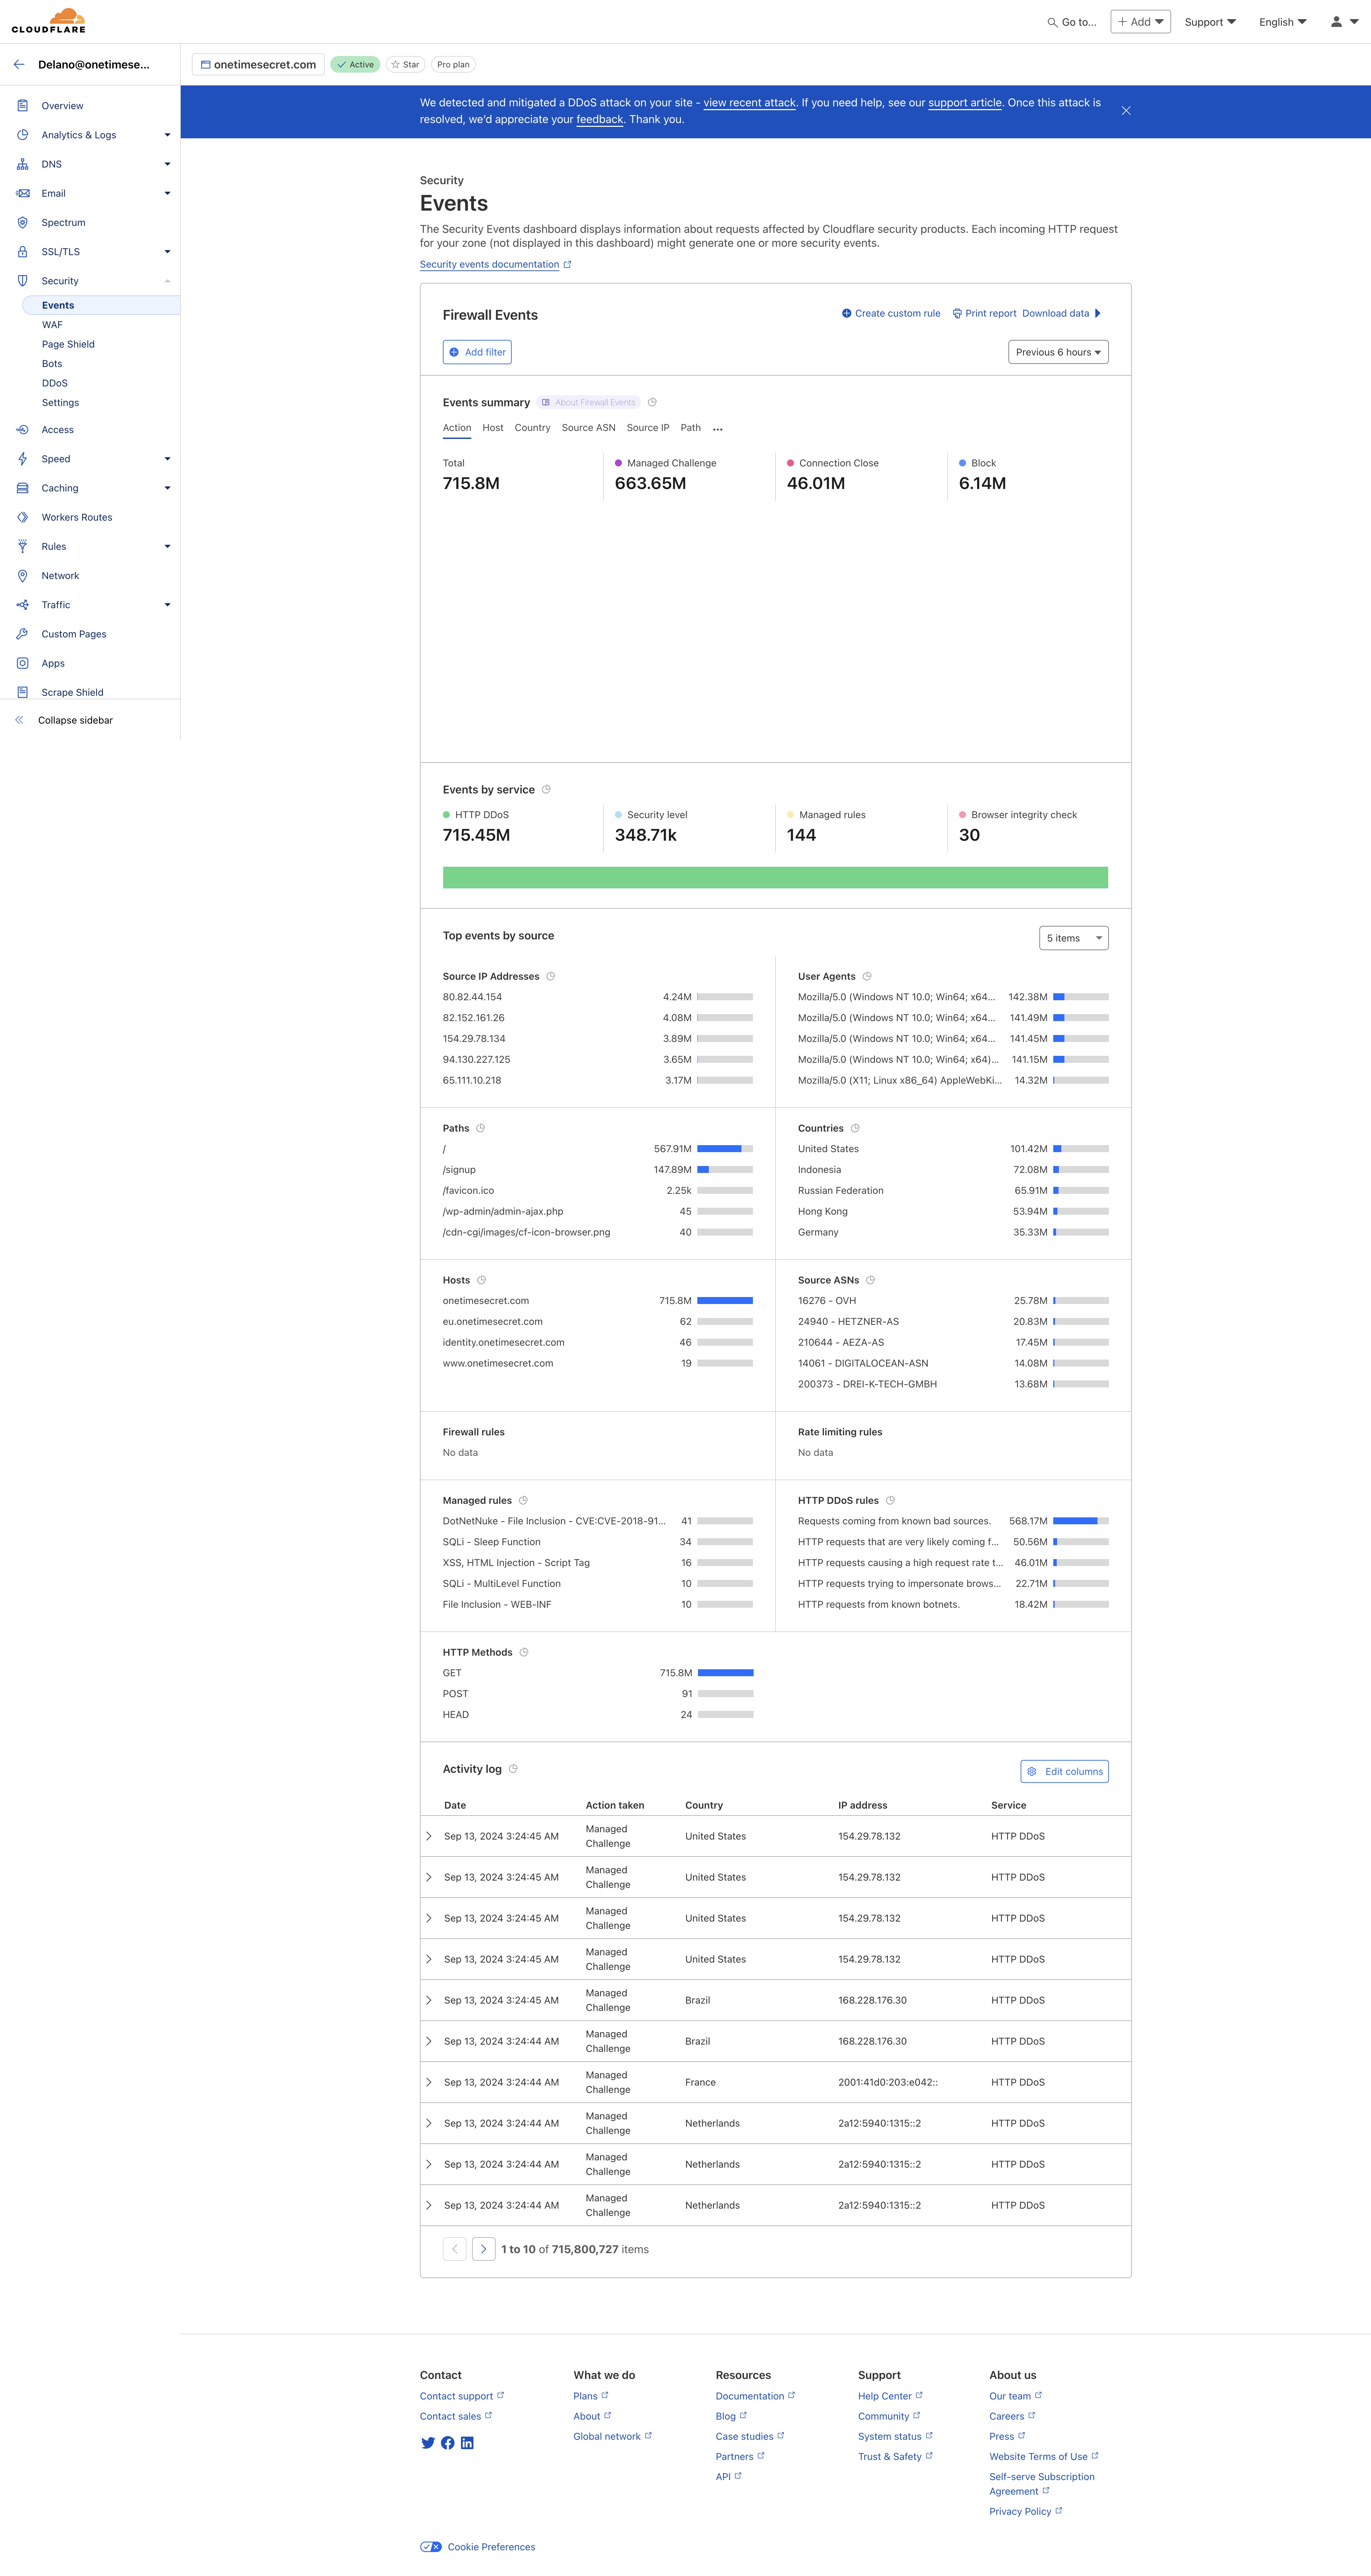 CLOUDFLARE
Go to...
Add
Support
English
Delano@onetimese...
onetimesecret.com
Active
Star
Pro plan
We detected and mitigated a DDoS attack on your site - view recent attack. If you need help, see our support article. Once this attack is
resolved, we'd appreciate your feedback. Thank you.
Overview
Analytics & Logs
DNS
Email
Spectrum
SSL/TLS
Security
Events
WAF
Page Shield
Bots
DDoS
Settings
Access
Speed
Caching
Workers Routes
Rules
Network
Traffic
Custom Pages
Apps
Scrape Shield
Collapse sidebar
Security
Events
The Security Events dashboard displays information about requests affected by Cloudflare security products. Each incoming HTTP request
for your zone (not displayed in this dashboard) might generate one or more security events.
Security events documentation
Firewall Events
Create custom rule
Print report
Download data
Add filter
Previous 6 hours
Events summary
About Firewall Events
Action Host Country Source ASN Source IP Path ...
Total
715.8M
Managed Challenge
663.65M
Connection Close
46.01M
Block
6.14M
Events by service
HTTP DDoS
715.45M
Security level
348.71k
Managed rules
144
Browser integrity check
30
Top events by source
5 items
Source IP Addresses
80.82.44.154 4.24M
82.152.161.26 4.08M
154.29.78.134 3.89M
94.130.227.125 3.65M
65.111.10.218 3.17M
User Agents
Mozilla/5.0 (Windows NT 10.0; Win64; x64... 142.38M
Mozilla/5.0 (Windows NT 10.0; Win64; x64... 141.49M
Mozilla/5.0 (Windows NT 10.0; Win64; x64... 141.45M
Mozilla/5.0 (Windows NT 10.0; Win64; x64)... 141.15M
Mozilla/5.0 (X11; Linux x86_64) AppleWebKi... 14.32M
Paths
/ 567.91M
/signup 147.89M
/favicon.ico 2.25k
/wp-admin/admin-ajax.php 45
/cdn-cgi/images/cf-icon-browser.png 40
Countries
United States 101.42M
Indonesia 72.08M
Russian Federation 65.91M
Hong Kong 53.94M
Germany 35.33M
Hosts
onetimesecret.com 715.8M
eu.onetimesecret.com 62
identity.onetimesecret.com 46
www.onetimesecret.com 19
Source ASNs
16276 - OVH 25.78M
24940 - HETZNER-AS 20.83M
210644 - AEZA-AS 17.45M
14061 - DIGITALOCEAN-ASN 14.08M
200373 - DREI-K-TECH-GMBH 13.68M
Firewall rules
No data
Rate limiting rules
No data
Managed rules
DotNetNuke - File Inclusion - CVE:CVE-2018-91... 41
SQLi - Sleep Function 34
XSS, HTML Injection - Script Tag 16
SQLi - MultiLevel Function 10
File Inclusion - WEB-INF 10
HTTP DDoS rules
Requests coming from known bad sources. 568.17M
HTTP requests that are very likely coming f... 50.56M
HTTP requests causing a high request rate t... 46.01M
HTTP requests trying to impersonate brows... 22.71M
HTTP requests from known botnets. 18.42M
HTTP Methods
GET 715.8M
POST 91
HEAD 24
Activity log
Edit columns
Date Action taken Country IP address Service
Sep 13, 2024 3:24:45 AM Managed Challenge United States 154.29.78.132 HTTP DDoS
Sep 13, 2024 3:24:45 AM Managed Challenge United States 154.29.78.132 HTTP DDoS
Sep 13, 2024 3:24:45 AM Managed Challenge United States 154.29.78.132 HTTP DDoS
Sep 13, 2024 3:24:45 AM Managed Challenge United States 154.29.78.132 HTTP DDoS
Sep 13, 2024 3:24:45 AM Managed Challenge Brazil 168.228.176.30 HTTP DDoS
Sep 13, 2024 3:24:44 AM Managed Challenge Brazil 168.228.176.30 HTTP DDoS
Sep 13, 2024 3:24:44 AM Managed Challenge France 2001:41d0:203:e042:: HTTP DDoS
Sep 13, 2024 3:24:44 AM Managed Challenge Netherlands 2a12:5940:1315::2 HTTP DDoS
Sep 13, 2024 3:24:44 AM Managed Challenge Netherlands 2a12:5940:1315::2 HTTP DDoS
Sep 13, 2024 3:24:44 AM Managed Challenge Netherlands 2a12:5940:1315::2 HTTP DDoS
1 to 10 of 715,800,727 items
Contact
Contact support
Contact sales
What we do
Plans
About
Global network
Resources
Documentation
Blog
Case studies
Partners
API
Support
Help Center
Community
System status
Trust & Safety
About us
Our team
Careers
Press
Website Terms of Use
Self-serve Subscription
Agreement
Privacy Policy
Cookie Preferences